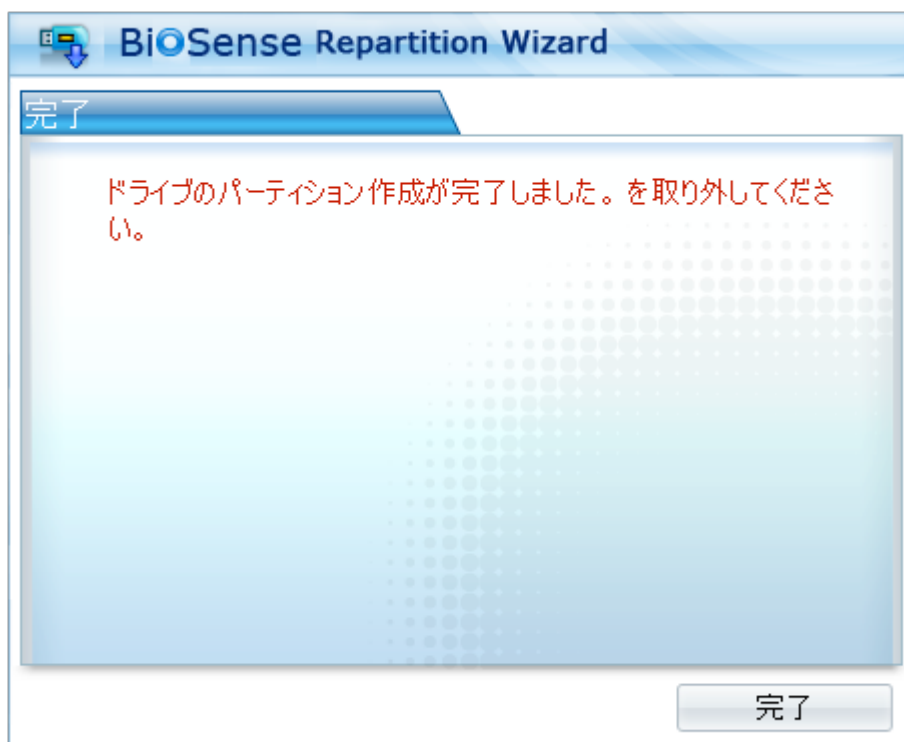 BioSense Repartition Wizard
完了
ドライブのパーティション作成が完了しました。を取り外してくださ
い。
完了